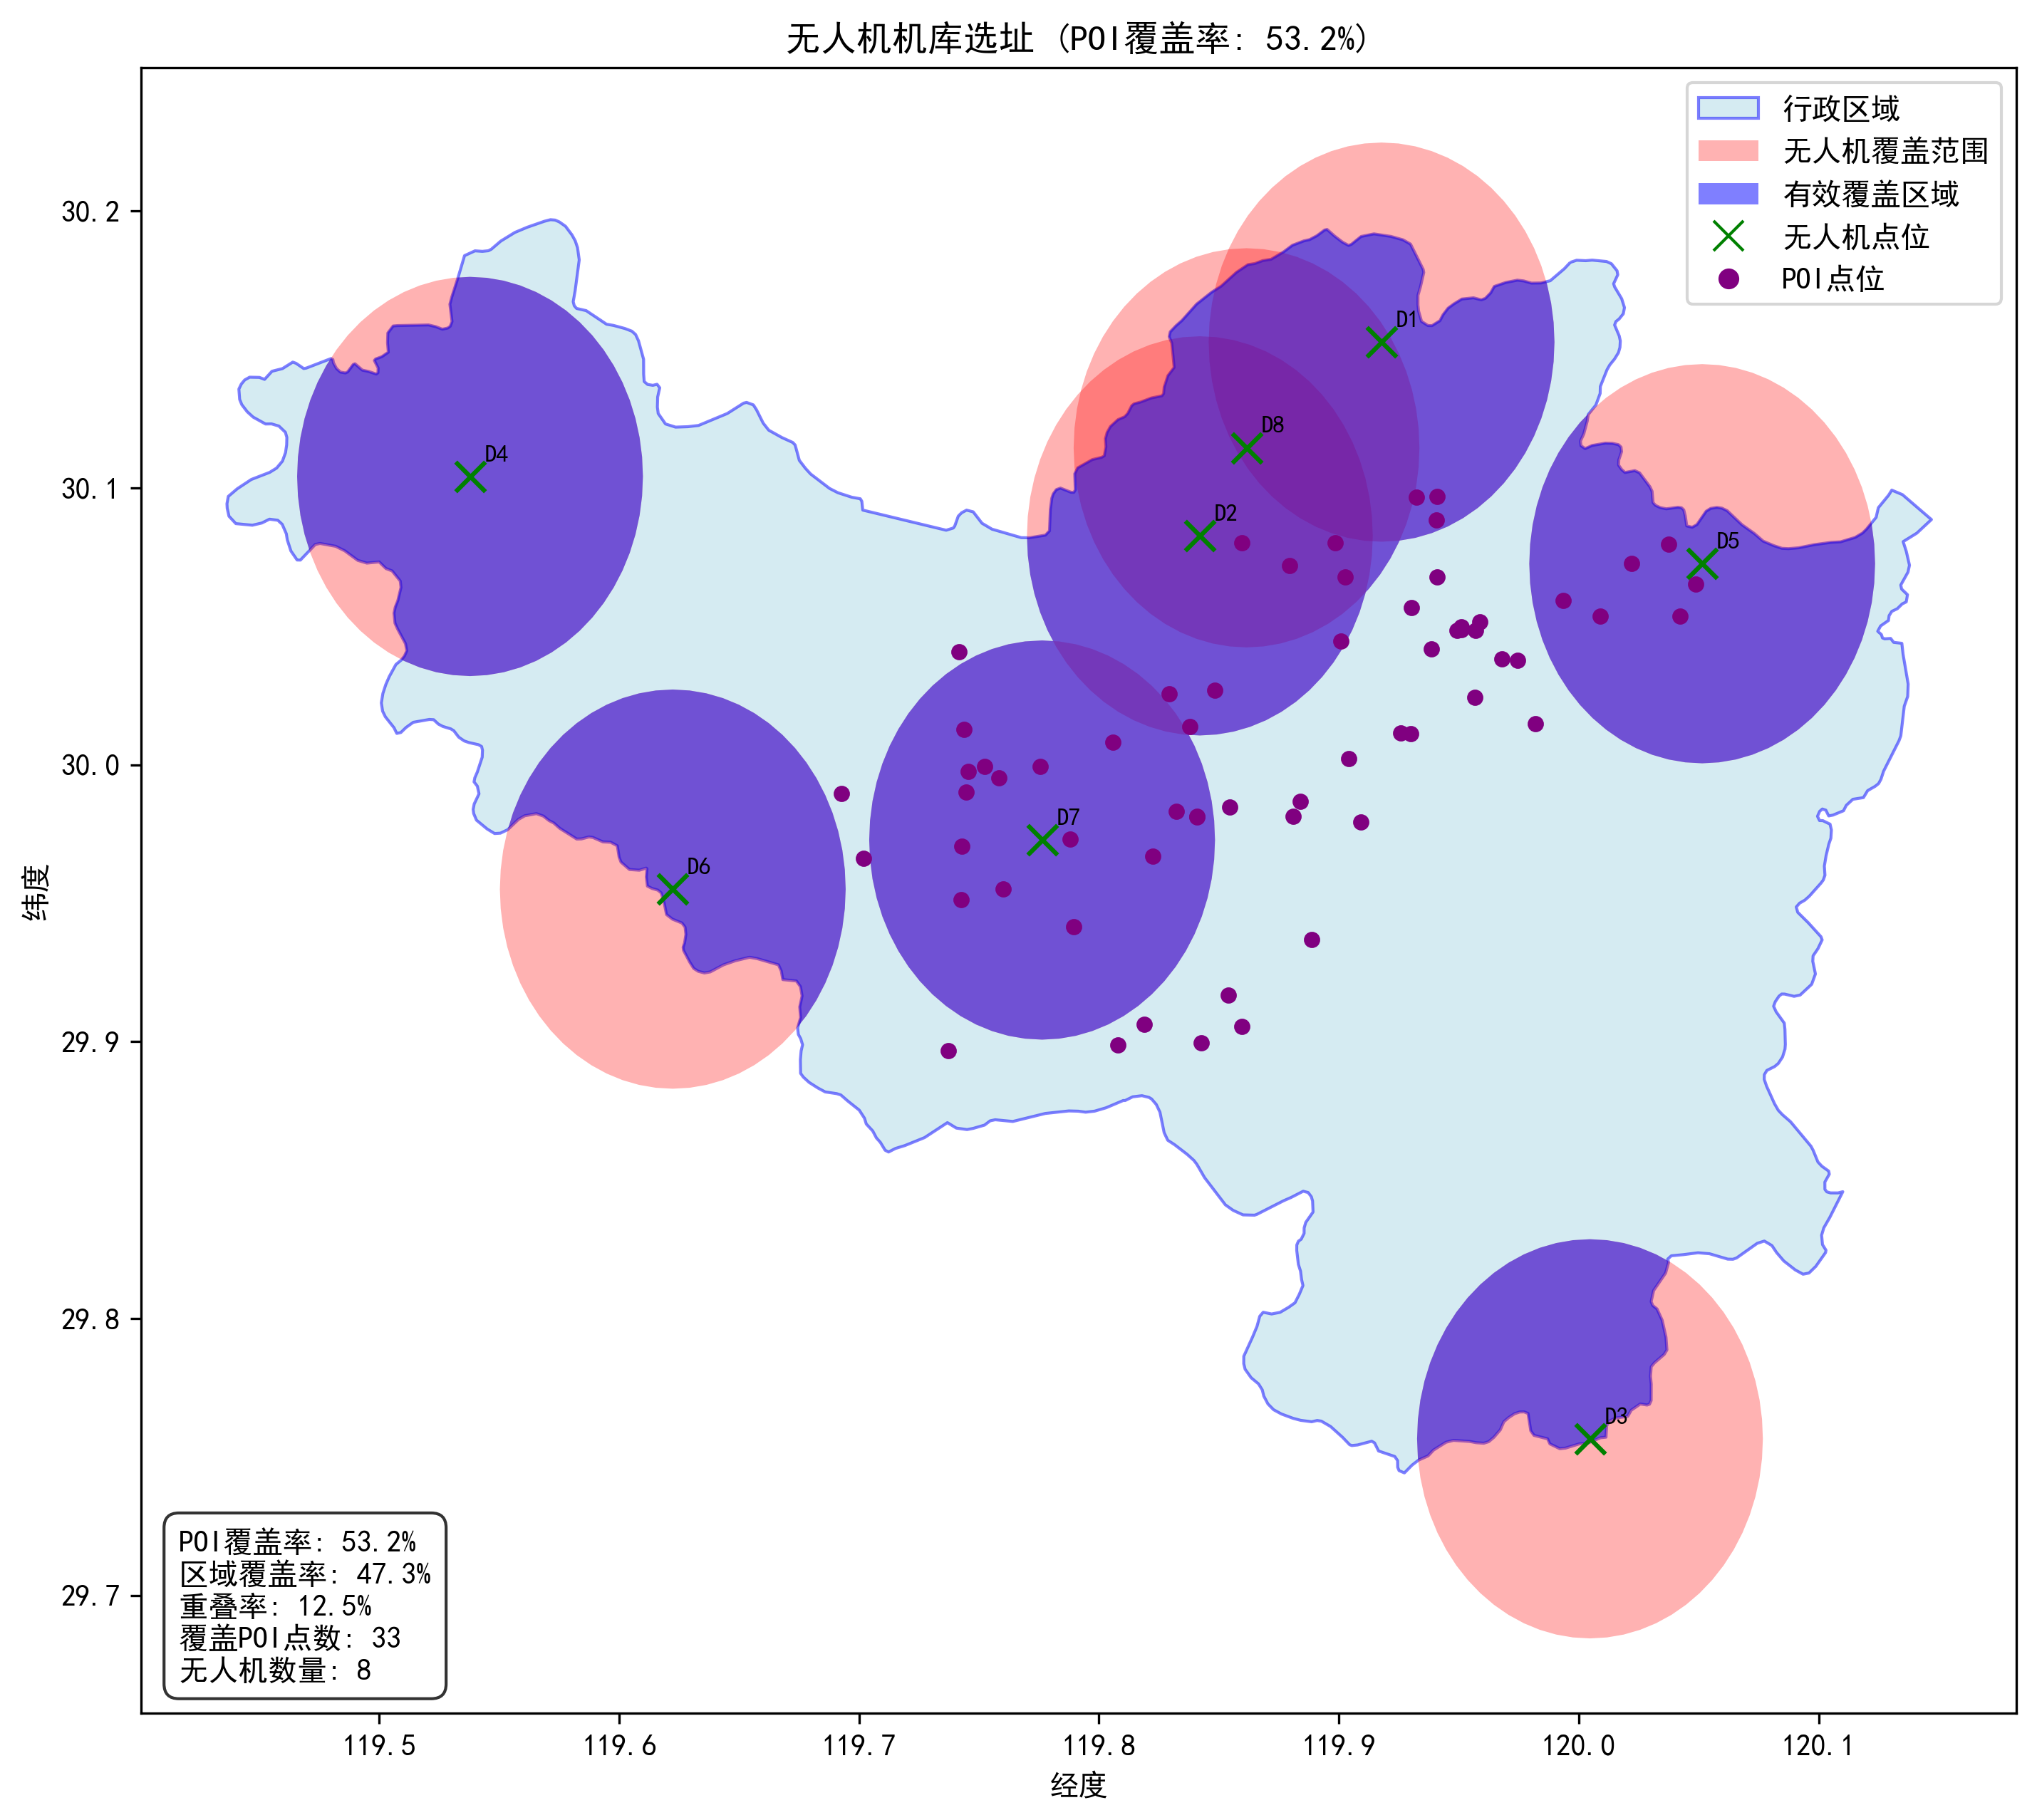 无人机机库选址 (POI覆盖率: 53.2%)
行政区域
无人机覆盖范围
有效覆盖区域
无人机点位
POI点位
30.2
30.1
30.0
29.9
29.8
29.7
纬度
D1
D8
D4
D2
D5
D7
D6
D3
POI覆盖率: 53.2%
区域覆盖率: 47.3%
重叠率: 12.5%
覆盖POI点数: 33
无人机数量: 8
119.5
119.6
119.7
119.8
119.9
120.0
120.1
经度